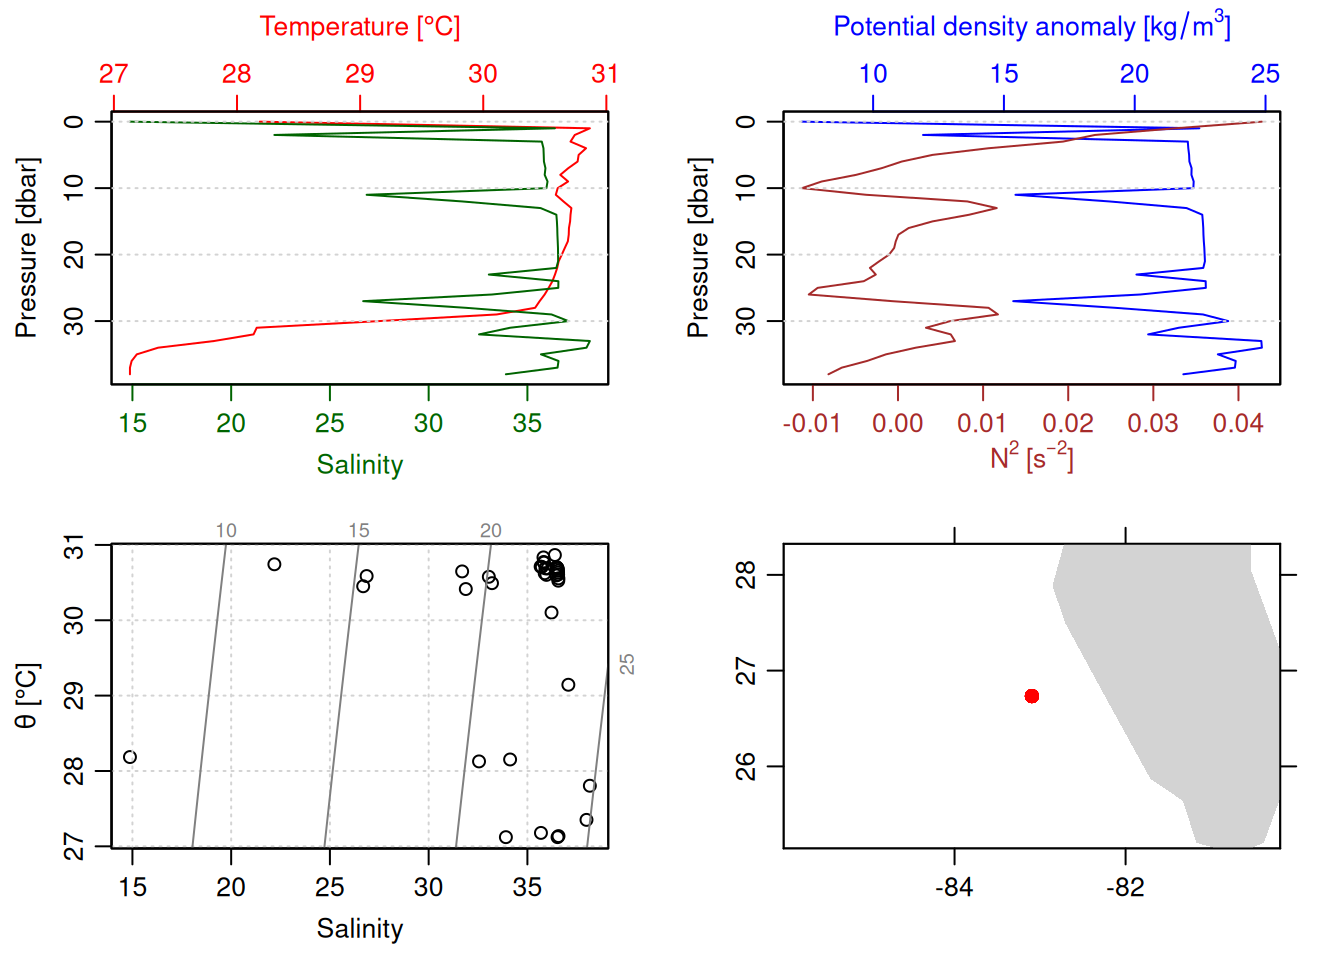 Temperature [°C]
27 28 29 30 31
Pressure [dbar]
0 10 20 30
15 20 25 30 35
Salinity
Potential density anomaly [kg/m³]
10 15 20 25
Pressure [dbar]
0 10 20 30
-0.01 0.00 0.01 0.02 0.03 0.04
N² [s⁻²]
10 15 20
25
θ [°C]
31 30 29 28 27
15 20 25 30 35
Salinity
28 27 26
-84 -82